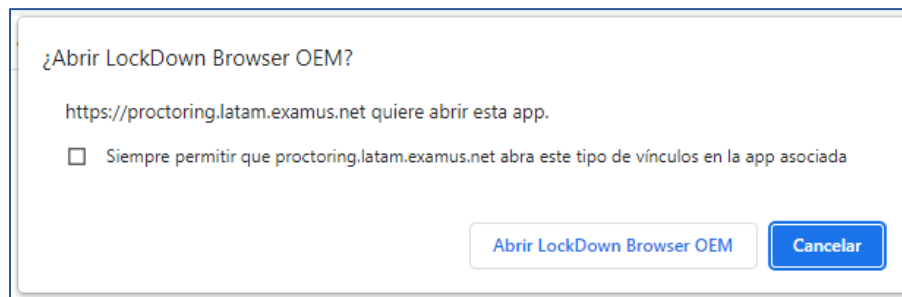 ¿Abrir LockDown Browser OEM?
https://proctoring.latam.examus.net quiere abrir esta app.
Siempre permitir que proctoring.latam.examus.net abra este tipo de vínculos en la app asociada
Abrir LockDown Browser OEM
Cancelar